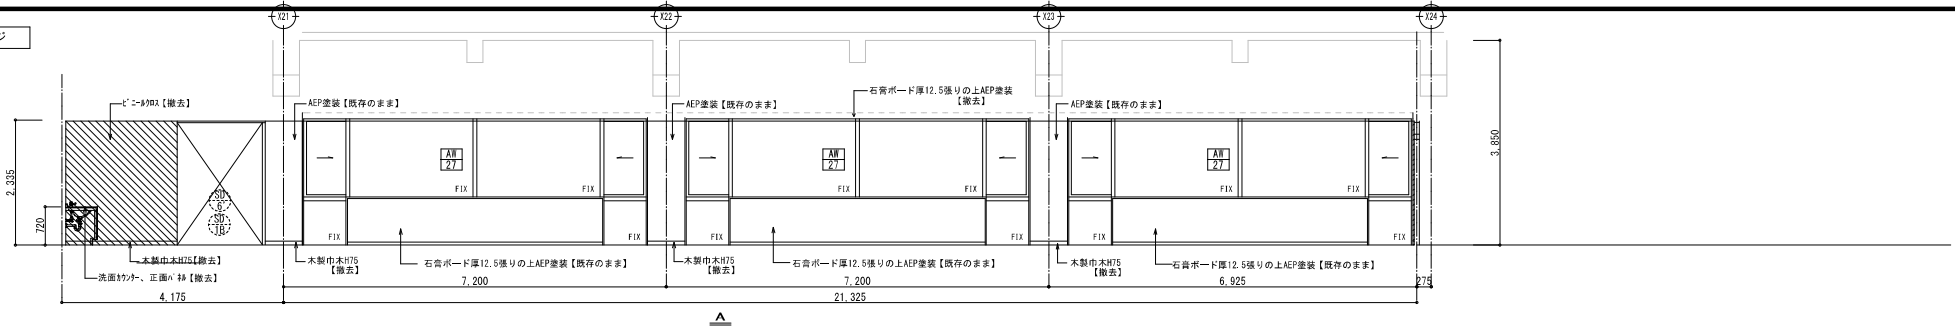 X21
X22
X23
X24
ジ
ﾋﾞﾆｰﾙｸﾛｽ【撤去】
AEP塗装【既存のまま】
AEP塗装【既存のまま】
石膏ボード厚12.5張りの上AEP塗装
【撤去】
AEP塗装【既存のまま】
2,335
720
3,850
SD
6
SD
1B
AW
27
FIX
FIX
FIX
FIX
AW
27
FIX
FIX
FIX
FIX
AW
27
FIX
FIX
FIX
FIX
木製巾木H75【撤去】
洗面ｶｳﾝﾀｰ、正面ﾊﾟﾈﾙ【撤去】
木製巾木H75
【撤去】
石膏ボード厚12.5張りの上AEP塗装【既存のまま】
木製巾木H75
【撤去】
石膏ボード厚12.5張りの上AEP塗装【既存のまま】
木製巾木H75
【撤去】
石膏ボード厚12.5張りの上AEP塗装【既存のまま】
7,200
7,200
6,925
275
4,175
21,325
A